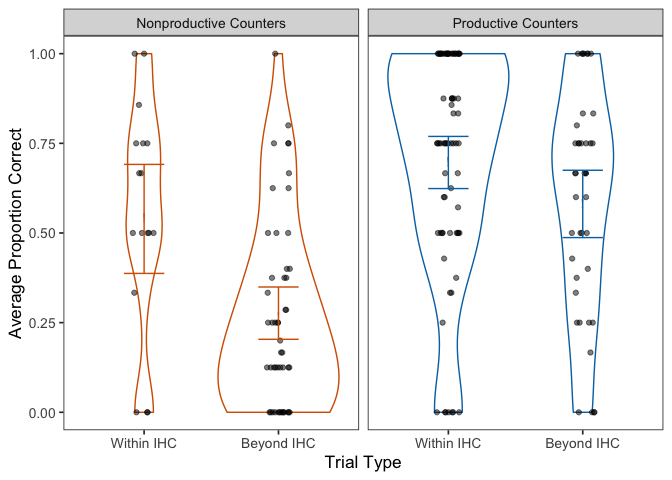 Nonproductive Counters
Productive Counters
Average Proportion Correct
1.00
0.75
0.50
0.25
0.00
Within IHC
Beyond IHC
Within IHC
Beyond IHC
Trial Type